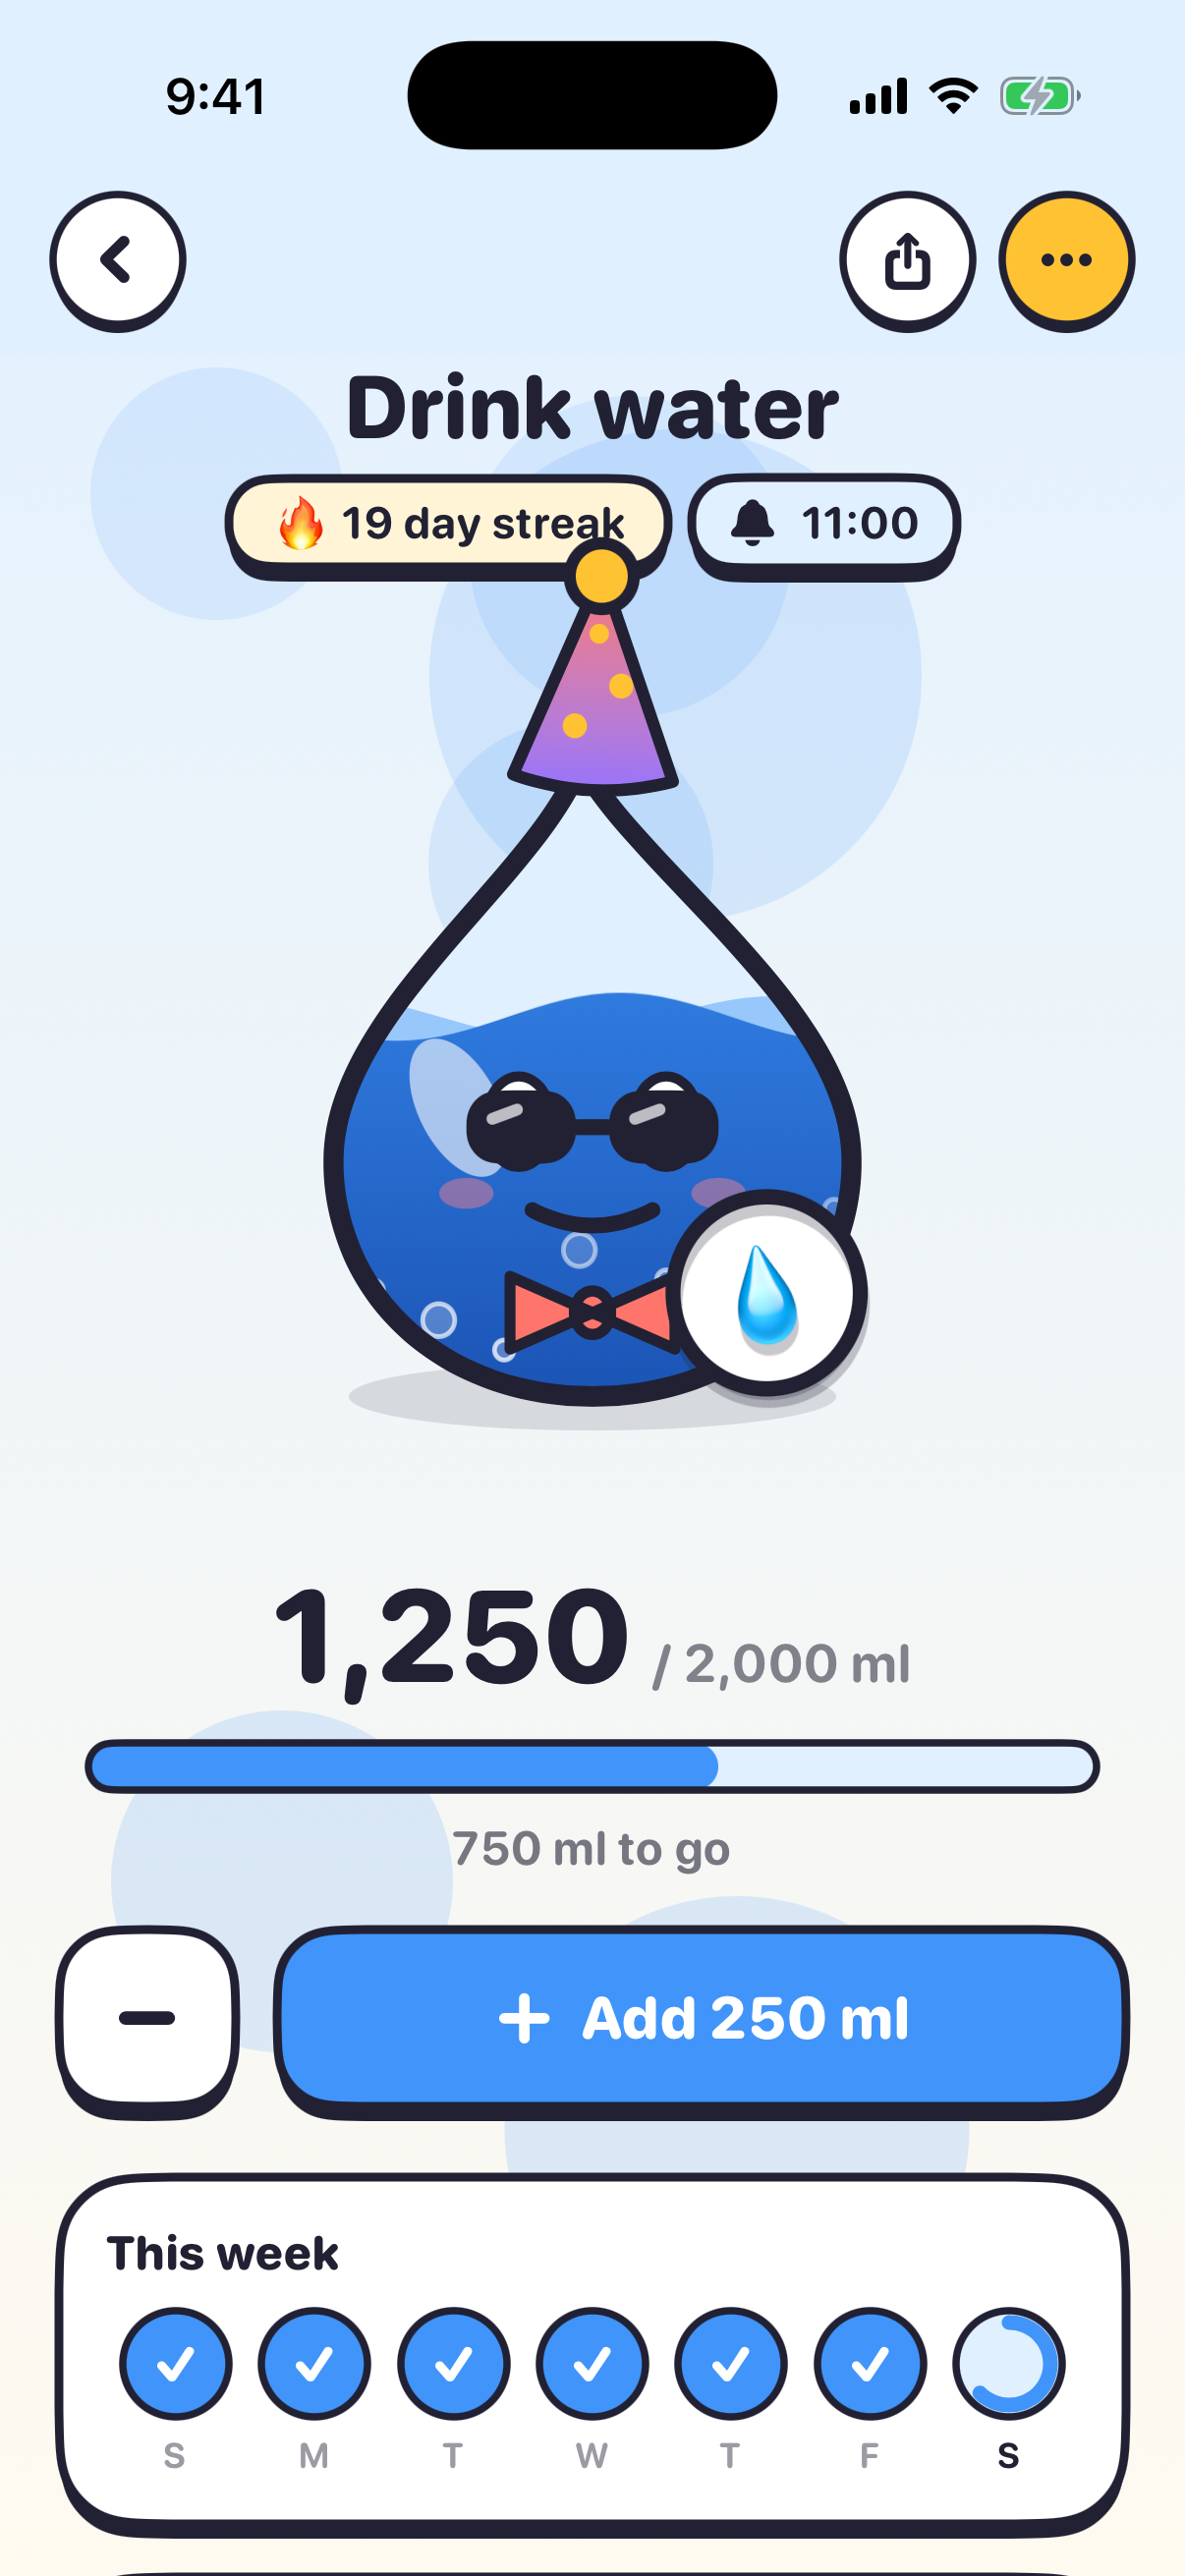 9:41
Drink water
🔥 19 day streak
11:00
1,250 / 2,000 ml
750 ml to go
+ Add 250 ml
This week
S M T W T F S